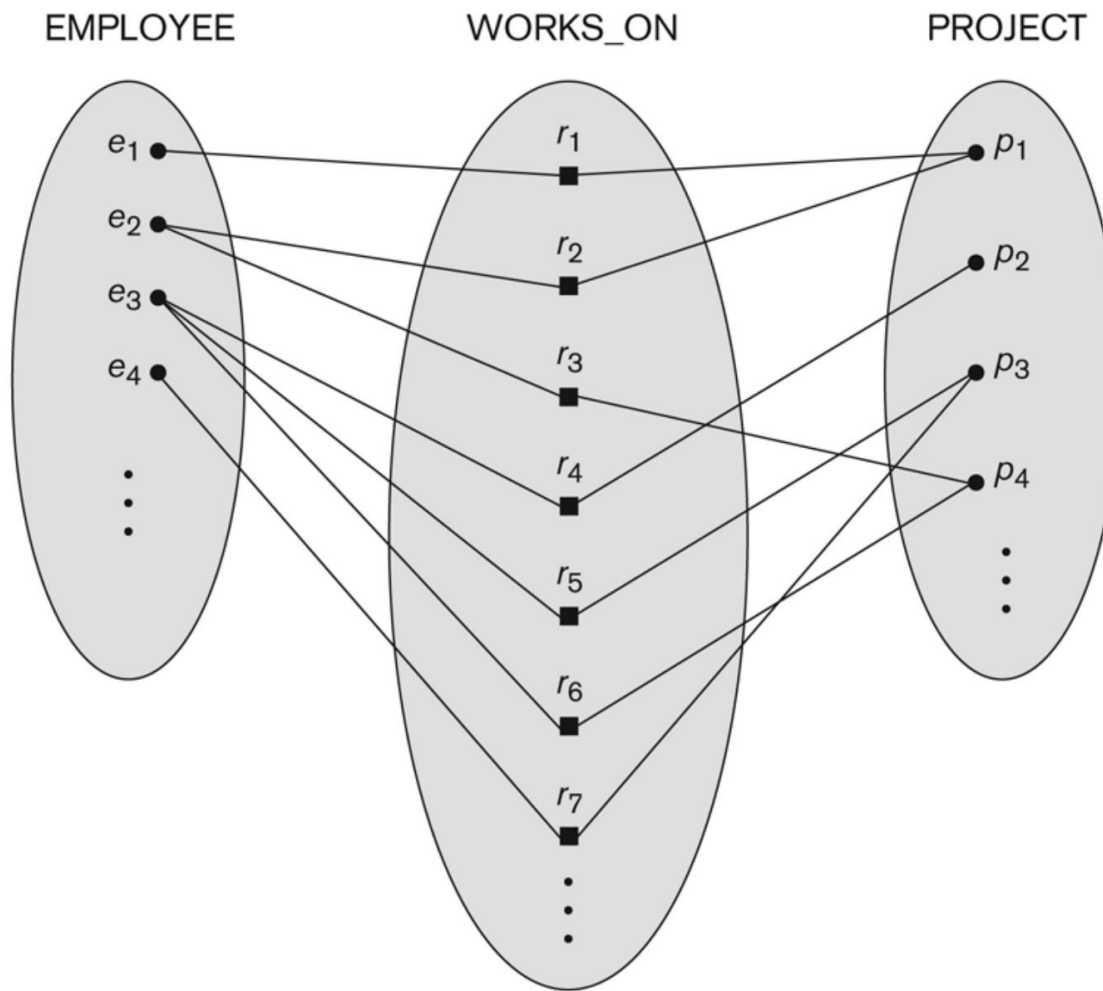 EMPLOYEE WORKS_ON PROJECT
e₁ r₁ p₁
e₂ r₂ p₂
e₃ r₃ p₃
e₄ r₄ p₄
r₅
r₆
r₇